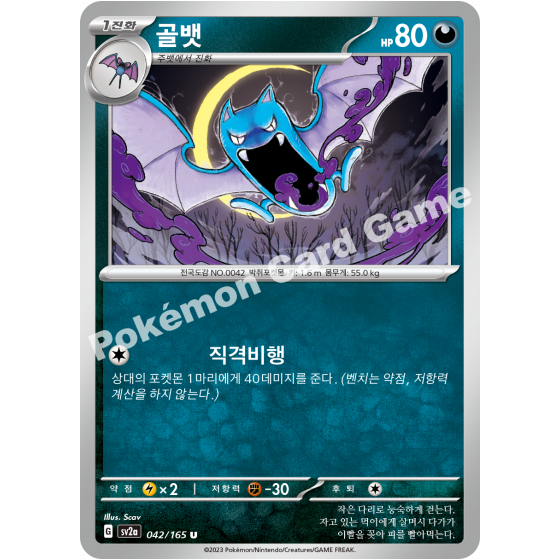 1진화
골뱃
HP 80
주뱃에서 진화
전국도감 NO.0042 박쥐포켓몬 키: 1.6 m 몸무게: 55.0 kg
Pokémon Card Game
직격비행
상대의 포켓몬 1마리에게 40데미지를 준다. (벤치는 약점, 저항력
계산을 하지 않는다.)
약점 ×2 저항력 -30 후퇴
Illus. Scav
G sv2a 042/165 U
작은 다리로 능숙하게 걷는다.
자고 있는 먹이에게 살며시 다가가
이빨을 꽂아 피를 빨아먹는다.
©2023 Pokémon/Nintendo/Creatures/GAME FREAK.